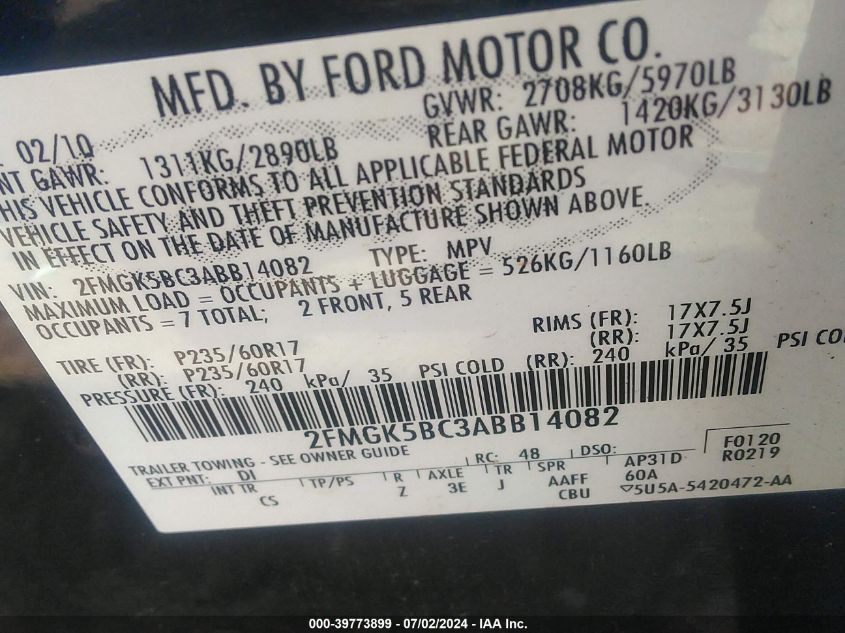 MFD. BY FORD MOTOR CO.
02/10
GVWR: 2708KG/5970LB
NT GAWR: 1311KG/2890LB
REAR GAWR: 1420KG/3130LB
HIS VEHICLE CONFORMS TO ALL APPLICABLE FEDERAL MOTOR
VEHICLE SAFETY AND THEFT PREVENTION STANDARDS
IN EFFECT ON THE DATE OF MANUFACTURE SHOWN ABOVE.
VIN: 2FMGK5BC3ABB14082 TYPE: MPV
MAXIMUM LOAD = OCCUPANTS + LUGGAGE = 526KG/1160LB
OCCUPANTS = 7 TOTAL; 2 FRONT, 5 REAR
TIRE (FR): P235/60R17 RIMS (FR): 17X7.5J
(RR): P235/60R17 (RR): 17X7.5J
PRESSURE (FR): 240 kPa/ 35 PSI COLD (RR): 240 kPa/ 35 PSI CO
2FMGK5BC3ABB14082
TRAILER TOWING - SEE OWNER GUIDE
EXT PNT: DI RC: 48 DSO: AP31D F0120
R0219
INT TR TP/PS R AXLE TR SPR 60A
CS Z 3E J AAFF
CBU ▽5U5A-5420472-AA
000-39773899 / 07/02/2024 - IAA Inc.